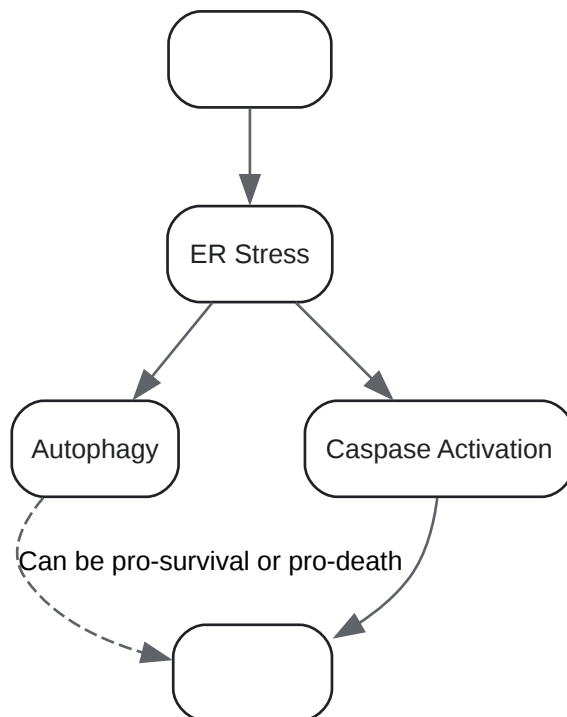 ER Stress
Autophagy
Caspase Activation
Can be pro-survival or pro-death